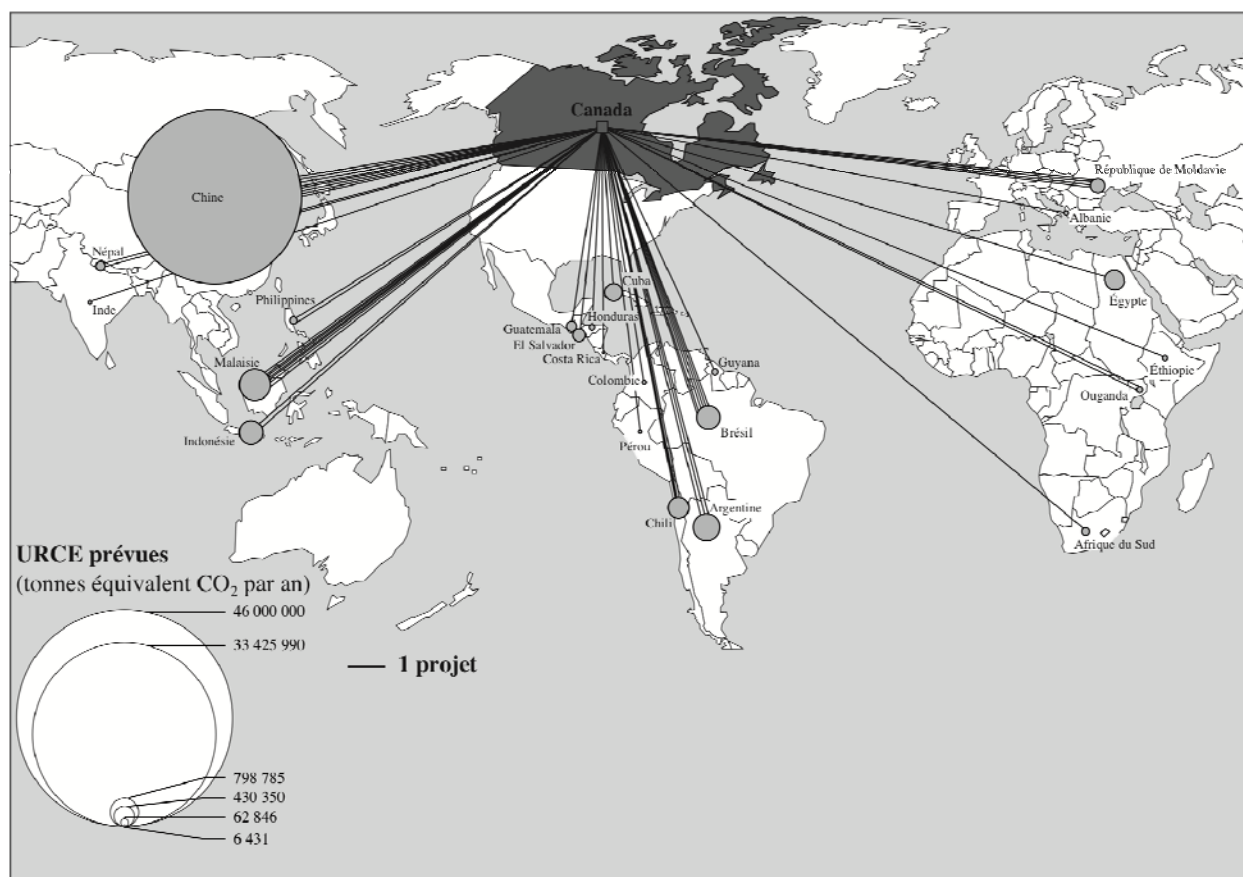 Canada
Chine
République de Moldavie
Albanie
Népal
Inde
Philippines
Cuba
Égypte
Guatemala
Honduras
El Salvador
Costa Rica
Malaisie
Colombie
Guyana
Éthiopie
Ouganda
Indonésie
Pérou
Brésil
Chili
Argentine
Afrique du Sud
URCE prévues
(tonnes équivalent CO₂ par an)
46 000 000
33 425 990
1 projet
798 785
430 350
62 846
6 431